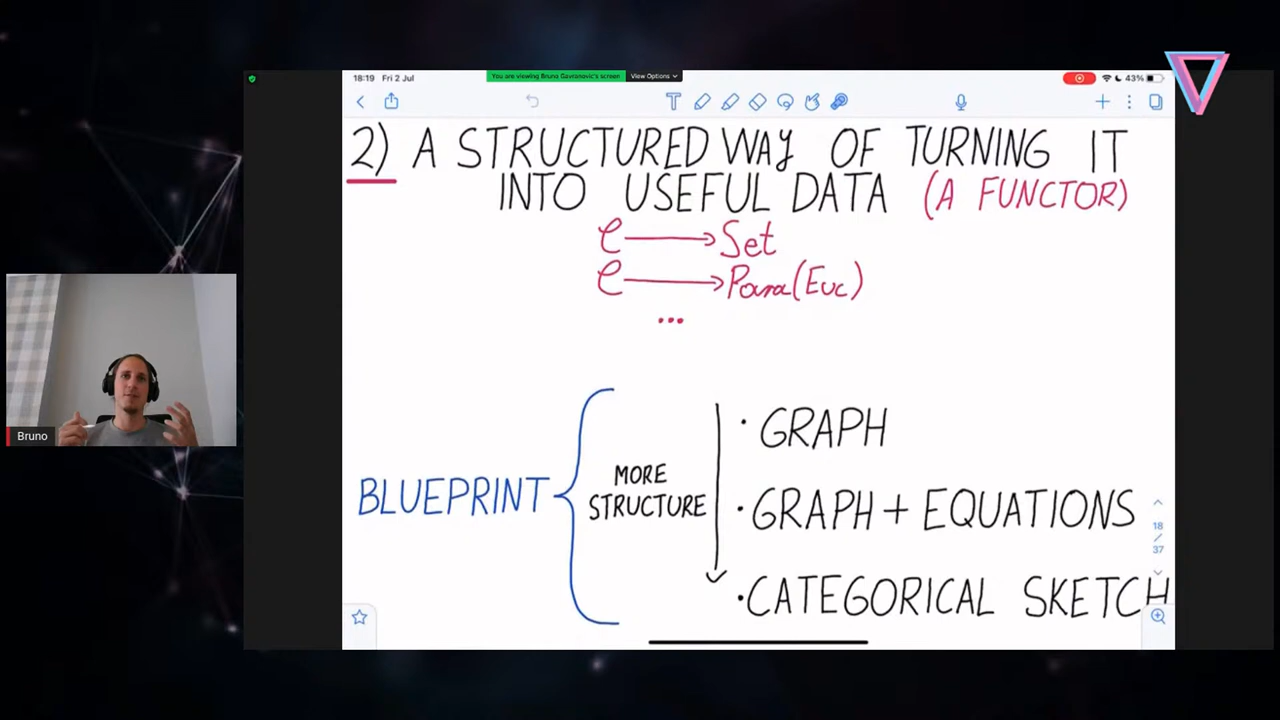 18:19 Fri 2 Jul
You are viewing Bruno Gavranovic's screen View Options
43%
2) A STRUCTURED WAY OF TURNING IT
INTO USEFUL DATA (A FUNCTOR)
C → Set
C → Para(Euc)
...
BLUEPRINT
MORE
STRUCTURE
· GRAPH
· GRAPH + EQUATIONS
· CATEGORICAL SKETCH
18
/
37
Bruno